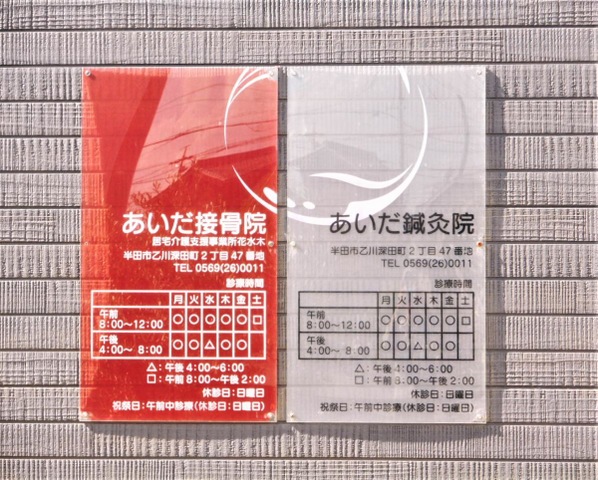 あいだ接骨院
居宅介護支援事業所花水木
半田市乙川深田町2丁目47番地
TEL 0569(26)0011
診療時間
月 火 水 木 金 土
午前 8:00〜12:00 ○ ○ ○ ○ ○ □
午後 4:00〜 8:00 ○ ○ △ ○ ○
△:午後4:00〜6:00
□:午前8:00〜午後2:00
休診日:日曜日
祝祭日:午前中診療(休診日:日曜日)
あいだ鍼灸院
半田市乙川深田町2丁目47番地
TEL 0569(26)0011
診療時間
月 火 水 木 金 土
午前 8:00〜12:00 ○ ○ ○ ○ ○ □
午後 4:00〜 8:00 ○ ○ △ ○ ○
△:午後4:00〜6:00
□:午前8:00〜午後2:00
休診日:日曜日
祝祭日:午前中診療(休診日:日曜日)